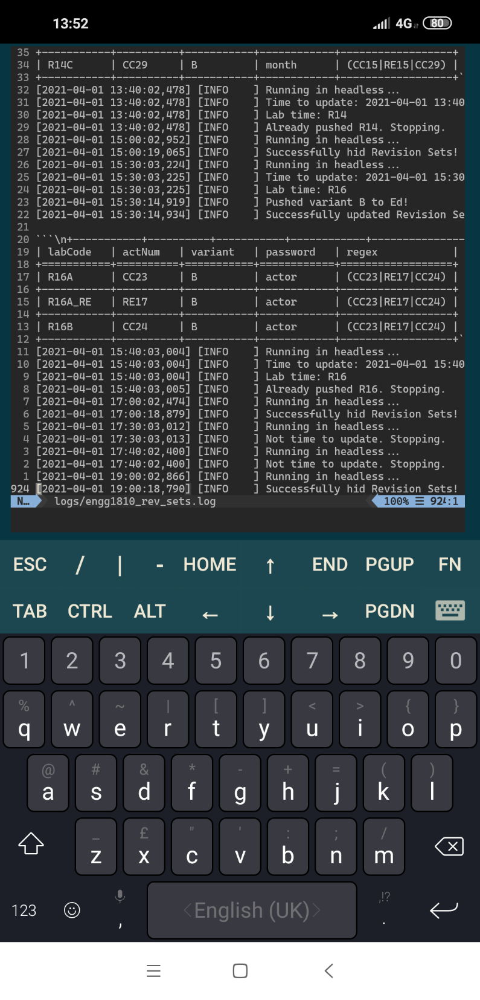 13:52 4G 80
35 +-----------+----------+-----------+------------+------------------+
34 | R14C | CC29 | B | month | (CC15|RE15|CC29) |
33 +-----------+----------+-----------+------------+------------------+`
32 [2021-04-01 13:40:02,478] [INFO ] Running in headless...
31 [2021-04-01 13:40:02,478] [INFO ] Time to update: 2021-04-01 13:40
30 [2021-04-01 13:40:02,478] [INFO ] Lab time: R14
29 [2021-04-01 13:40:02,478] [INFO ] Already pushed R14. Stopping.
28 [2021-04-01 15:00:02,952] [INFO ] Running in headless...
27 [2021-04-01 15:00:19,065] [INFO ] Successfully hid Revision Sets!
26 [2021-04-01 15:30:03,224] [INFO ] Running in headless...
25 [2021-04-01 15:30:03,225] [INFO ] Time to update: 2021-04-01 15:30
24 [2021-04-01 15:30:03,225] [INFO ] Lab time: R16
23 [2021-04-01 15:30:14,919] [INFO ] Pushed variant B to Ed!
22 [2021-04-01 15:30:14,934] [INFO ] Successfully updated Revision Se
21
20 ```\n+-----------+----------+-----------+------------+---------------
19 | labCode | actNum | variant | password | regex |
18 +===========+==========+===========+============+==================+
17 | R16A | CC23 | B | actor | (CC23|RE17|CC24) |
16 +-----------+----------+-----------+------------+------------------+
15 | R16A_RE | RE17 | B | actor | (CC23|RE17|CC24) |
14 +-----------+----------+-----------+------------+------------------+
13 | R16B | CC24 | B | actor | (CC23|RE17|CC24) |
12 +-----------+----------+-----------+------------+------------------+`
11 [2021-04-01 15:40:03,004] [INFO ] Running in headless...
10 [2021-04-01 15:40:03,004] [INFO ] Time to update: 2021-04-01 15:40
9 [2021-04-01 15:40:03,004] [INFO ] Lab time: R16
8 [2021-04-01 15:40:03,005] [INFO ] Already pushed R16. Stopping.
7 [2021-04-01 17:00:02,474] [INFO ] Running in headless...
6 [2021-04-01 17:00:18,879] [INFO ] Successfully hid Revision Sets!
5 [2021-04-01 17:30:03,012] [INFO ] Running in headless...
4 [2021-04-01 17:30:03,013] [INFO ] Not time to update. Stopping.
3 [2021-04-01 17:40:02,400] [INFO ] Running in headless...
2 [2021-04-01 17:40:02,400] [INFO ] Not time to update. Stopping.
1 [2021-04-01 19:00:02,866] [INFO ] Running in headless...
924 [2021-04-01 19:00:18,790] [INFO ] Successfully hid Revision Sets!
N… logs/engg1810_rev_sets.log 100% ☰ 924:1
ESC / | - HOME ↑ END PGUP FN
TAB CTRL ALT ← ↓ → PGDN
1 2 3 4 5 6 7 8 9 0
% ^ ~ | [ ] < > { }
q w e r t y u i o p
@ # & * - + = ( )
a s d f g h j k l
_ £ " ' : ; /
z x c v b n m
,!?
123 , <English (UK)> .